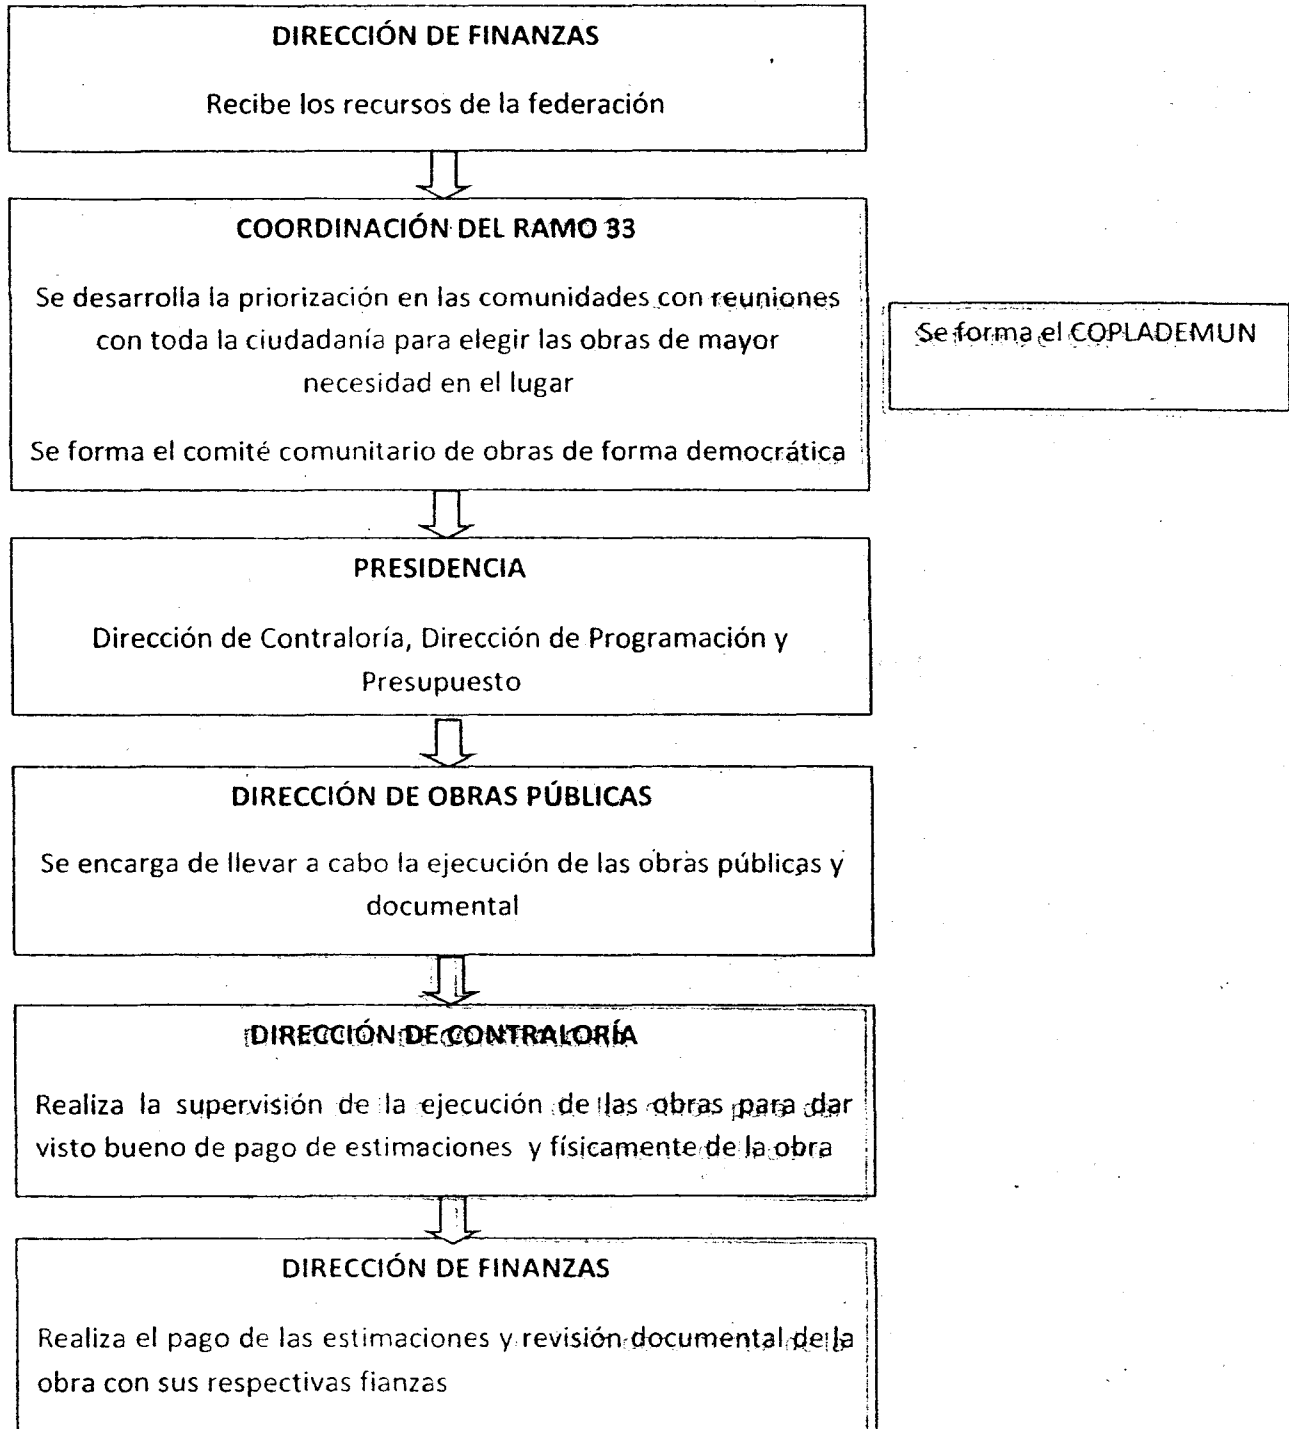 DIRECCIÓN DE FINANZAS
Recibe los recursos de la federación
COORDINACIÓN DEL RAMO 33
Se desarrolla la priorización en las comunidades con reuniones
con toda la ciudadanía para elegir las obras de mayor
necesidad en el lugar
Se forma el comité comunitario de obras de forma democrática
Se forma el COPLADEMUN
PRESIDENCIA
Dirección de Contraloría, Dirección de Programación y
Presupuesto
DIRECCIÓN DE OBRAS PÚBLICAS
Se encarga de llevar a cabo la ejecución de las obras públicas y
documental
DIRECCIÓN DE CONTRALORÍA
Realiza la supervisión de la ejecución de las obras para dar
visto bueno de pago de estimaciones y físicamente de la obra
DIRECCIÓN DE FINANZAS
Realiza el pago de las estimaciones y revisión documental de la
obra con sus respectivas fianzas